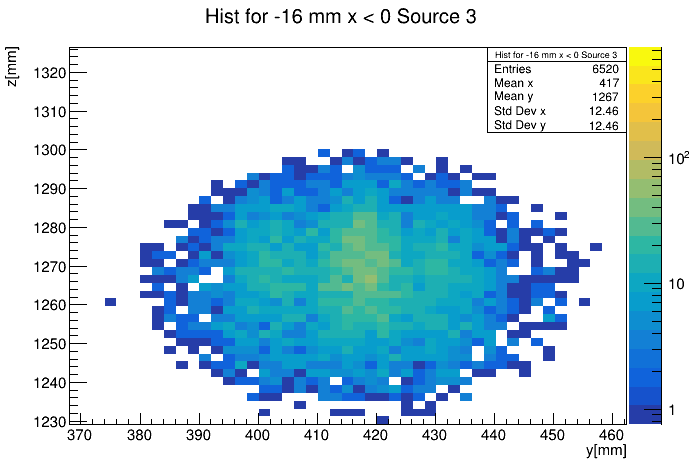 Hist for -16 mm x < 0 Source 3
z[mm]
Hist for -16 mm x < 0 Source 3
Entries 6520
Mean x 417
Mean y 1267
Std Dev x 12.46
Std Dev y 12.46
1320
1310
1300
1290
1280
1270
1260
1250
1240
1230
10²
10
1
370 380 390 400 410 420 430 440 450 460
y[mm]